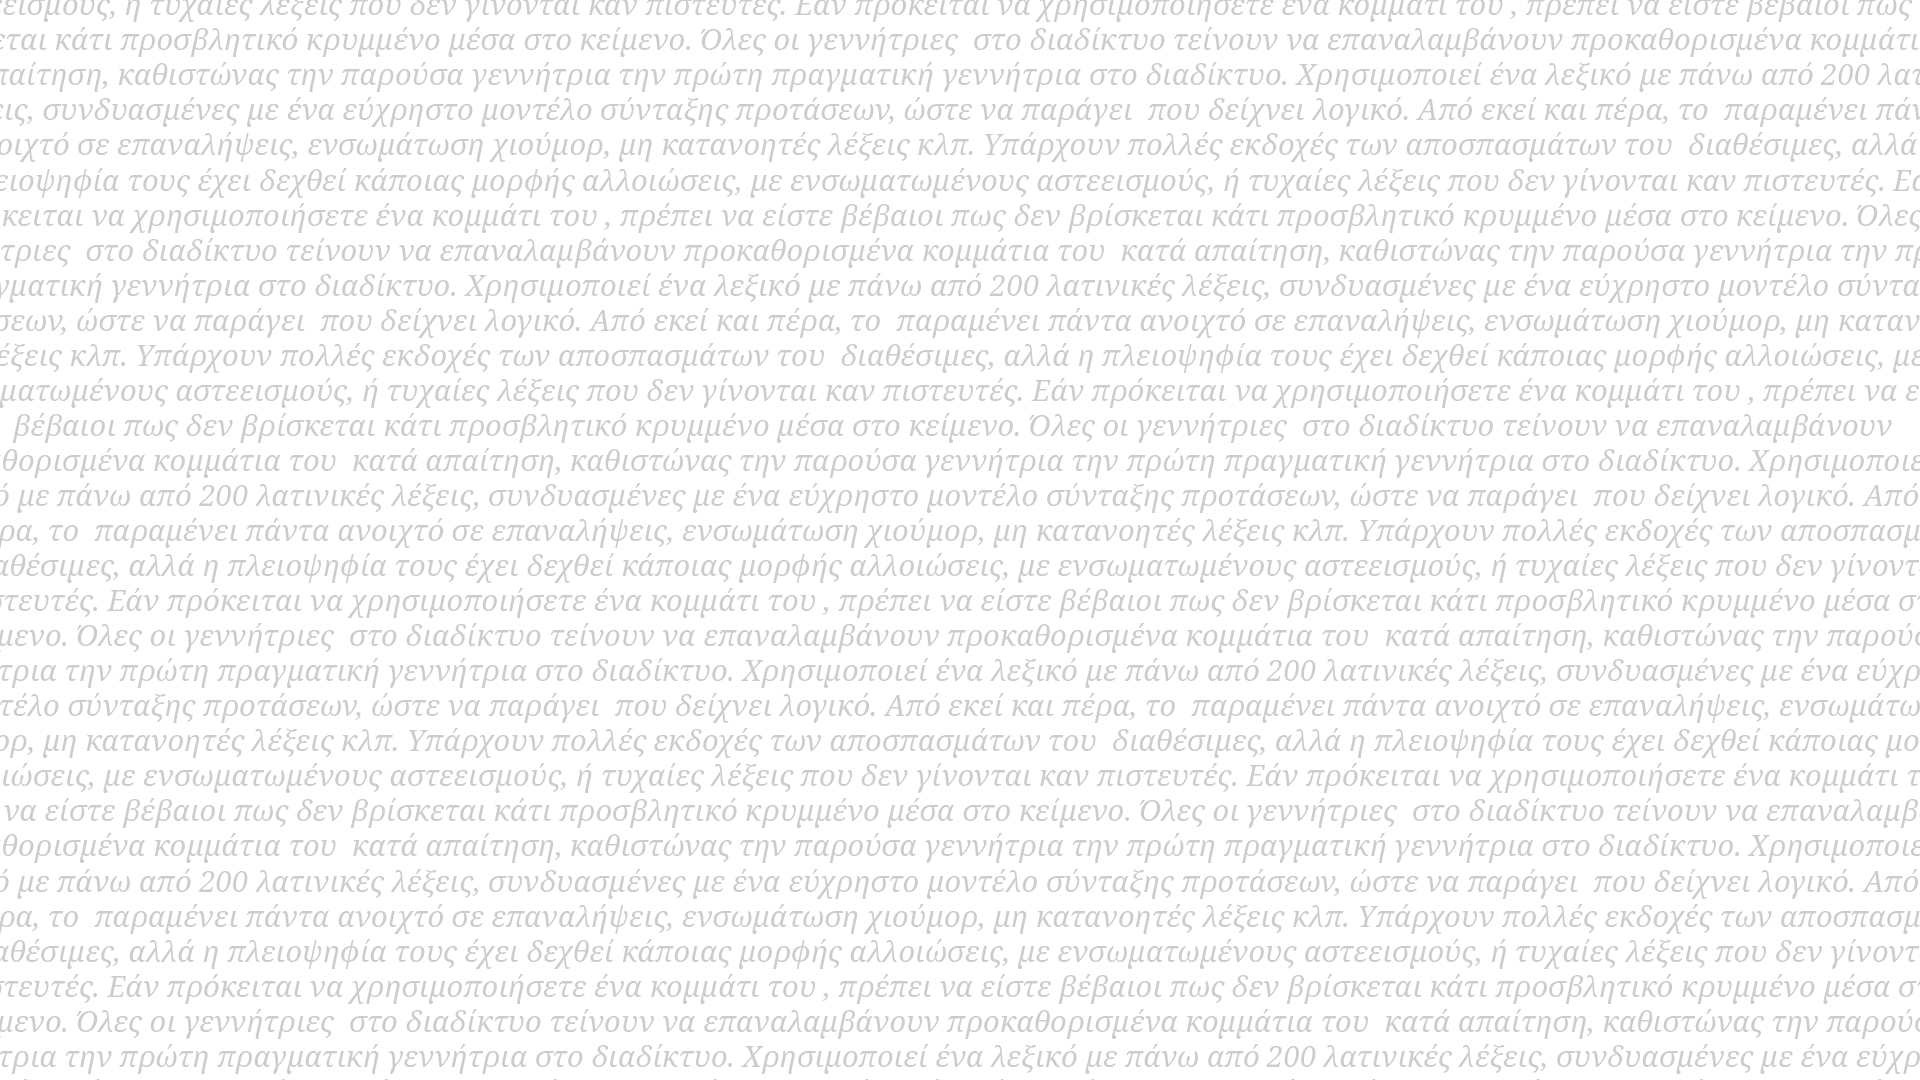 τεεισμούς, ή τυχαίες λέξεις που δεν γίνονται καν πιστευτές. Εάν πρόκειται να χρησιμοποιήσετε ένα κομμάτι του , πρέπει να είστε βέβαιοι πως
εται κάτι προσβλητικό κρυμμένο μέσα στο κείμενο. Όλες οι γεννήτριες στο διαδίκτυο τείνουν να επαναλαμβάνουν προκαθορισμένα κομμάτι
παίτηση, καθιστώνας την παρούσα γεννήτρια την πρώτη πραγματική γεννήτρια στο διαδίκτυο. Χρησιμοποιεί ένα λεξικό με πάνω από 200 λατ
εις, συνδυασμένες με ένα εύχρηστο μοντέλο σύνταξης προτάσεων, ώστε να παράγει που δείχνει λογικό. Από εκεί και πέρα, το παραμένει πάν
οιχτό σε επαναλήψεις, ενσωμάτωση χιούμορ, μη κατανοητές λέξεις κλπ. Υπάρχουν πολλές εκδοχές των αποσπασμάτων του διαθέσιμες, αλλά
ειοψηφία τους έχει δεχθεί κάποιας μορφής αλλοιώσεις, με ενσωματωμένους αστεεισμούς, ή τυχαίες λέξεις που δεν γίνονται καν πιστευτές. Εά
κειται να χρησιμοποιήσετε ένα κομμάτι του , πρέπει να είστε βέβαιοι πως δεν βρίσκεται κάτι προσβλητικό κρυμμένο μέσα στο κείμενο. Όλες
τριες στο διαδίκτυο τείνουν να επαναλαμβάνουν προκαθορισμένα κομμάτια του κατά απαίτηση, καθιστώνας την παρούσα γεννήτρια την πρ
γματική γεννήτρια στο διαδίκτυο. Χρησιμοποιεί ένα λεξικό με πάνω από 200 λατινικές λέξεις, συνδυασμένες με ένα εύχρηστο μοντέλο σύντα
σεων, ώστε να παράγει που δείχνει λογικό. Από εκεί και πέρα, το παραμένει πάντα ανοιχτό σε επαναλήψεις, ενσωμάτωση χιούμορ, μη καταν
έξεις κλπ. Υπάρχουν πολλές εκδοχές των αποσπασμάτων του διαθέσιμες, αλλά η πλειοψηφία τους έχει δεχθεί κάποιας μορφής αλλοιώσεις, με
ματωμένους αστεεισμούς, ή τυχαίες λέξεις που δεν γίνονται καν πιστευτές. Εάν πρόκειται να χρησιμοποιήσετε ένα κομμάτι του , πρέπει να ε
βέβαιοι πως δεν βρίσκεται κάτι προσβλητικό κρυμμένο μέσα στο κείμενο. Όλες οι γεννήτριες στο διαδίκτυο τείνουν να επαναλαμβάνουν
θορισμένα κομμάτια του κατά απαίτηση, καθιστώνας την παρούσα γεννήτρια την πρώτη πραγματική γεννήτρια στο διαδίκτυο. Χρησιμοποιε
ό με πάνω από 200 λατινικές λέξεις, συνδυασμένες με ένα εύχρηστο μοντέλο σύνταξης προτάσεων, ώστε να παράγει που δείχνει λογικό. Από
ρα, το παραμένει πάντα ανοιχτό σε επαναλήψεις, ενσωμάτωση χιούμορ, μη κατανοητές λέξεις κλπ. Υπάρχουν πολλές εκδοχές των αποσπασμ
αθέσιμες, αλλά η πλειοψηφία τους έχει δεχθεί κάποιας μορφής αλλοιώσεις, με ενσωματωμένους αστεεισμούς, ή τυχαίες λέξεις που δεν γίνοντ
στευτές. Εάν πρόκειται να χρησιμοποιήσετε ένα κομμάτι του , πρέπει να είστε βέβαιοι πως δεν βρίσκεται κάτι προσβλητικό κρυμμένο μέσα σ
μενο. Όλες οι γεννήτριες στο διαδίκτυο τείνουν να επαναλαμβάνουν προκαθορισμένα κομμάτια του κατά απαίτηση, καθιστώνας την παρούσ
τρια την πρώτη πραγματική γεννήτρια στο διαδίκτυο. Χρησιμοποιεί ένα λεξικό με πάνω από 200 λατινικές λέξεις, συνδυασμένες με ένα εύχρ
τέλο σύνταξης προτάσεων, ώστε να παράγει που δείχνει λογικό. Από εκεί και πέρα, το παραμένει πάντα ανοιχτό σε επαναλήψεις, ενσωμάτω
ορ, μη κατανοητές λέξεις κλπ. Υπάρχουν πολλές εκδοχές των αποσπασμάτων του διαθέσιμες, αλλά η πλειοψηφία τους έχει δεχθεί κάποιας μο
ιώσεις, με ενσωματωμένους αστεεισμούς, ή τυχαίες λέξεις που δεν γίνονται καν πιστευτές. Εάν πρόκειται να χρησιμοποιήσετε ένα κομμάτι τ
να είστε βέβαιοι πως δεν βρίσκεται κάτι προσβλητικό κρυμμένο μέσα στο κείμενο. Όλες οι γεννήτριες στο διαδίκτυο τείνουν να επαναλαμβ
θορισμένα κομμάτια του κατά απαίτηση, καθιστώνας την παρούσα γεννήτρια την πρώτη πραγματική γεννήτρια στο διαδίκτυο. Χρησιμοποιε
ό με πάνω από 200 λατινικές λέξεις, συνδυασμένες με ένα εύχρηστο μοντέλο σύνταξης προτάσεων, ώστε να παράγει που δείχνει λογικό. Από
ρα, το παραμένει πάντα ανοιχτό σε επαναλήψεις, ενσωμάτωση χιούμορ, μη κατανοητές λέξεις κλπ. Υπάρχουν πολλές εκδοχές των αποσπασμ
αθέσιμες, αλλά η πλειοψηφία τους έχει δεχθεί κάποιας μορφής αλλοιώσεις, με ενσωματωμένους αστεεισμούς, ή τυχαίες λέξεις που δεν γίνοντ
στευτές. Εάν πρόκειται να χρησιμοποιήσετε ένα κομμάτι του , πρέπει να είστε βέβαιοι πως δεν βρίσκεται κάτι προσβλητικό κρυμμένο μέσα σ
μενο. Όλες οι γεννήτριες στο διαδίκτυο τείνουν να επαναλαμβάνουν προκαθορισμένα κομμάτια του κατά απαίτηση, καθιστώνας την παρούσ
τρια την πρώτη πραγματική γεννήτρια στο διαδίκτυο. Χρησιμοποιεί ένα λεξικό με πάνω από 200 λατινικές λέξεις, συνδυασμένες με ένα εύχρ